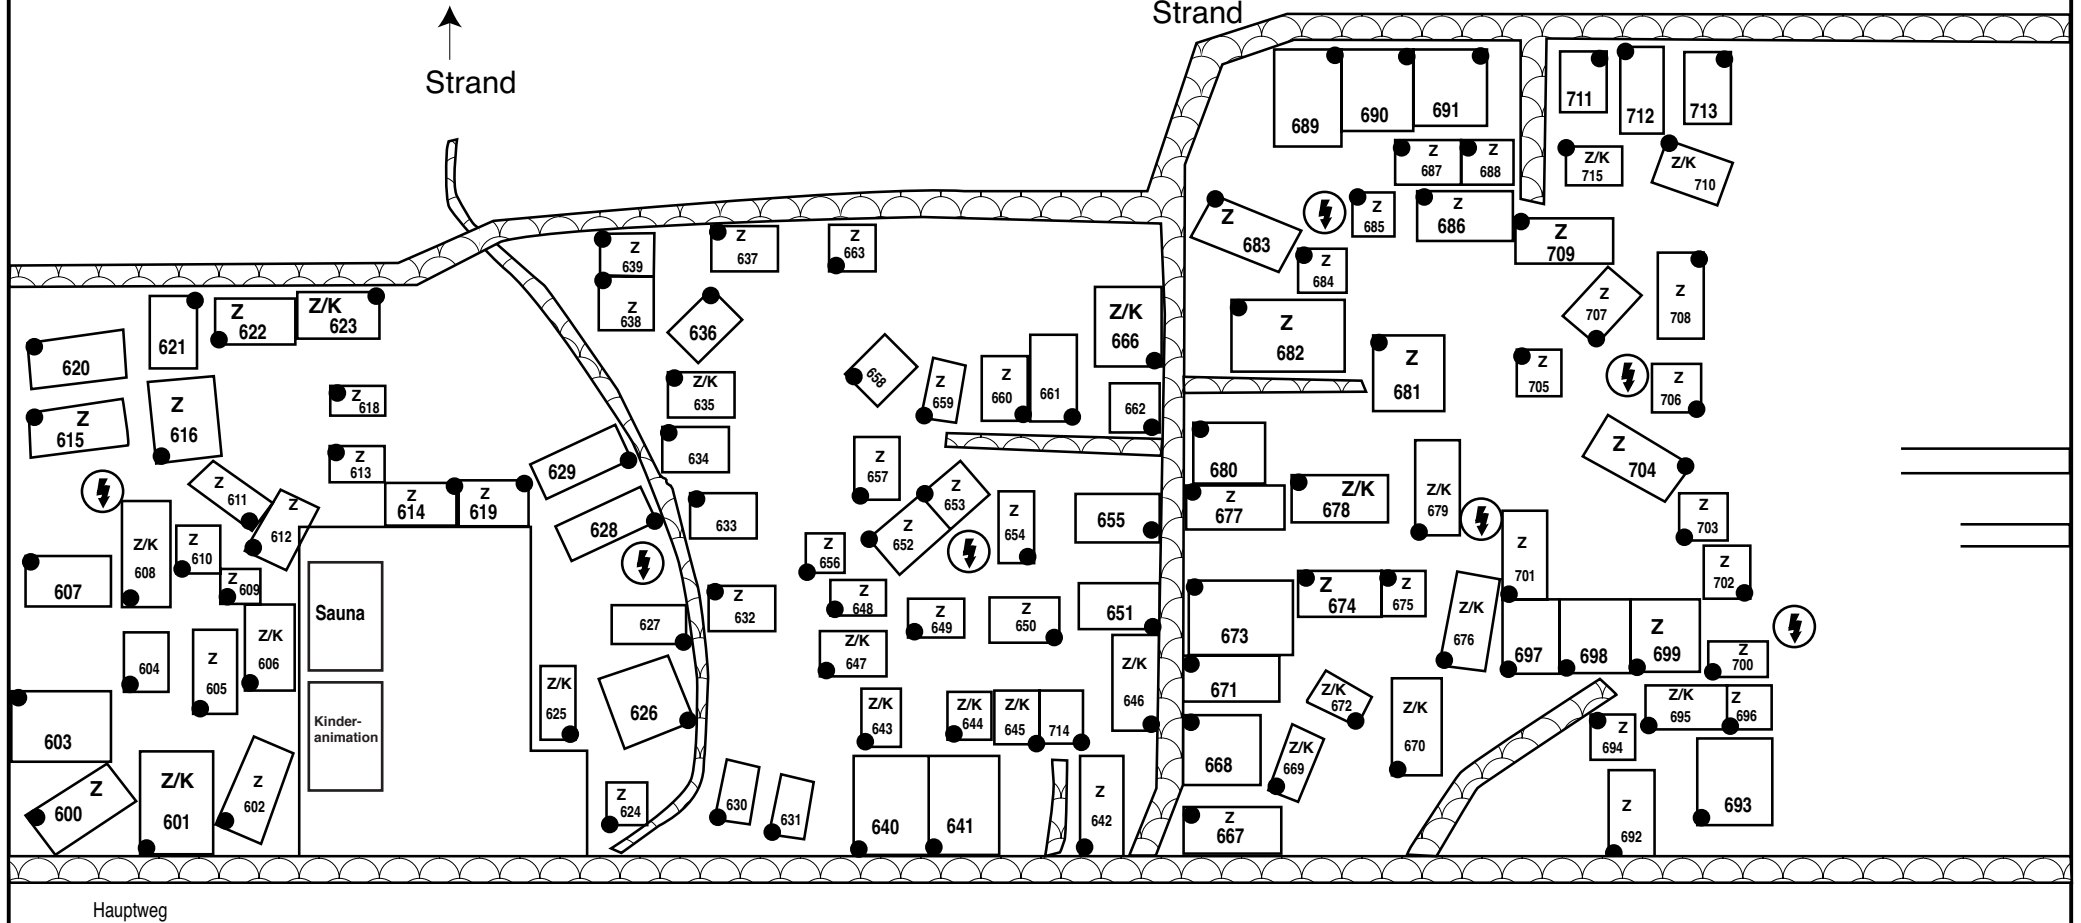 Strand
Strand
689
690
691
711
712
713
Z
687
Z
688
Z/K
715
Z/K
710
Z
683
Z
685
Z
686
Z
709
Z
684
Z
639
Z
637
Z
663
Z
638
636
621
Z
622
Z/K
623
Z/K
666
Z
682
Z
707
Z
708
620
Z
681
Z
705
Z
706
658
Z
659
Z
660
661
662
Z/K
635
Z
618
Z
615
Z
616
634
629
Z
613
Z
611
Z
612
Z
614
Z
619
628
633
Z
657
Z
653
Z
652
Z
654
655
680
Z
677
Z/K
678
Z/K
679
Z
704
Z
703
Z
701
Z
702
Z/K
608
Z
610
Z
609
607
Z
656
Z
648
Z
649
Z
650
651
Z
632
627
673
Z
674
Z
675
Z/K
676
697
698
Z
699
Z
700
Sauna
604
Z
605
Z/K
606
Z/K
647
Z/K
646
671
Z/K
672
Z/K
670
Z/K
695
Z
696
Z
694
603
Kinder-
animation
Z/K
625
626
Z/K
643
Z/K
644
Z/K
645
714
668
Z/K
669
693
Z
600
Z/K
601
Z
602
Z
624
630
631
640
641
Z
642
Z
667
Z
692
Hauptweg